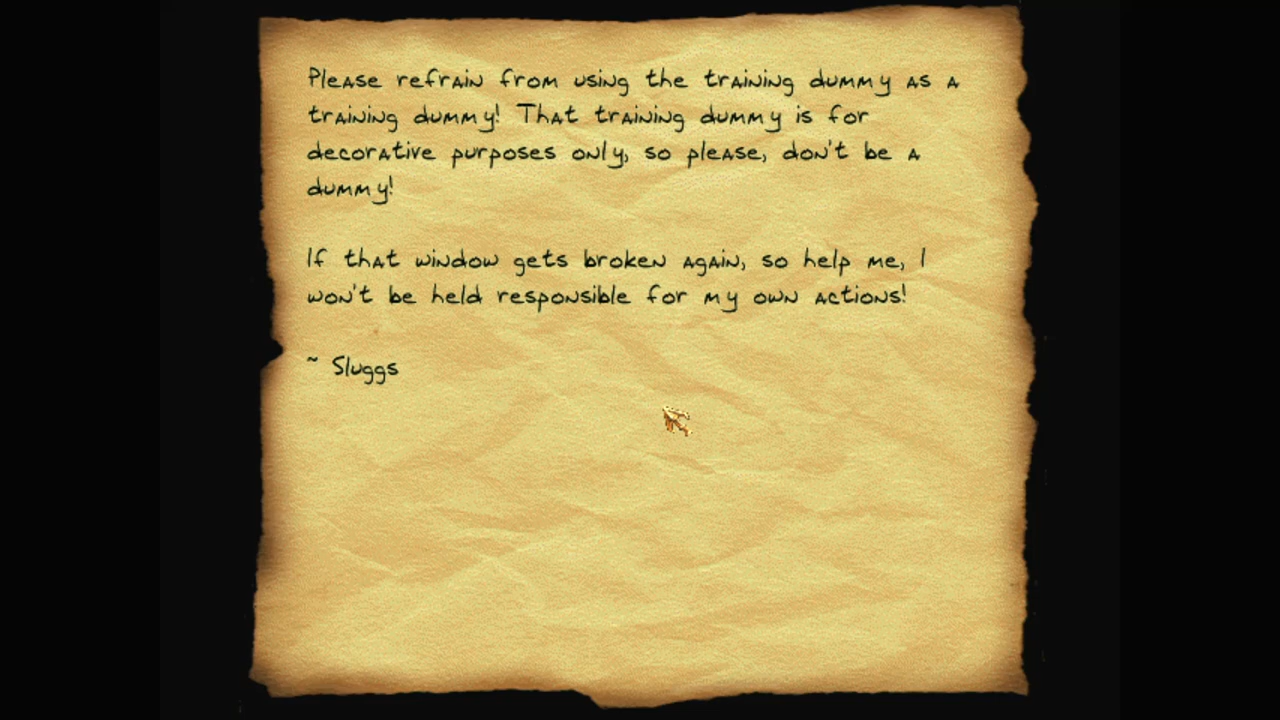 Please refrain from using the training dummy as a
training dummy! That training dummy is for
decorative purposes only, so please, don't be a
dummy!
If that window gets broken again, so help me, I
won't be held responsible for my own actions!
~ Sluggs